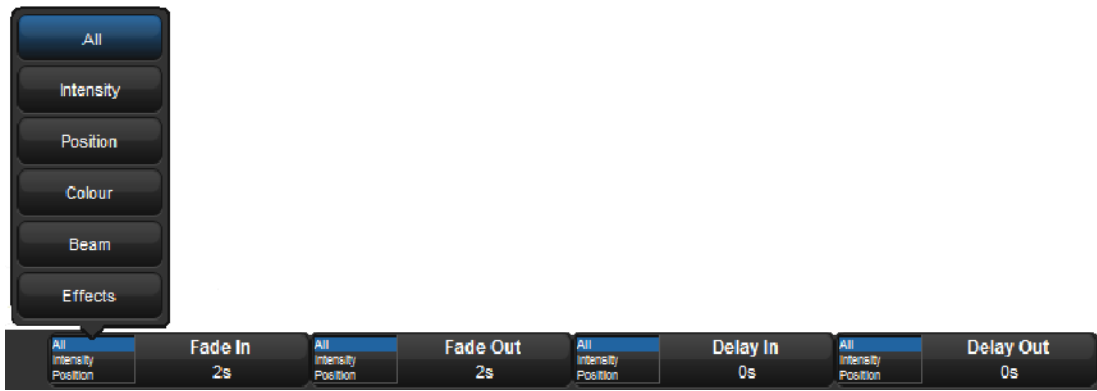 All
Intensity
Position
Colour
Beam
Effects
All
Intensity
Position
Fade In
2s
All
Intensity
Position
Fade Out
2s
All
Intensity
Position
Delay In
0s
All
Intensity
Position
Delay Out
0s